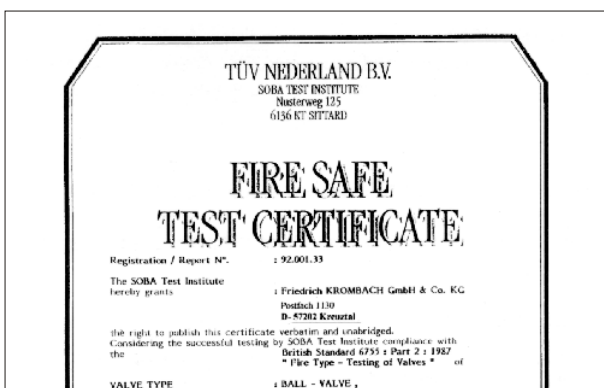 TÜV NEDERLAND B.V.
SOBA TEST INSTITUTE
Nusterweg 125
6136 KT SITTARD
FIRE SAFE
TEST CERTIFICATE
Registration / Report Nº. : 92.001.33
The SOBA Test Institute
hereby grants : Friedrich KROMBACH GmbH & Co. KG
Postfach 1130
D-57202 Kreuztal
the right to publish this certificate verbatim and unabridged.
Considering the successful testing by SOBA Test Institute compliance with
the British Standard 6755 : Part 2 : 1987
" Fire Type - Testing of Valves " of
VALVE TYPE : BALL - VALVE ,